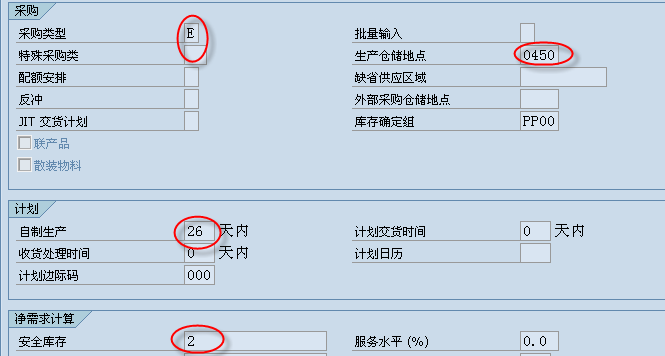 采购
采购类型 E 批量输入
特殊采购类 生产仓储地点 0450
配额安排 缺省供应区域
反冲 外部采购仓储地点
JIT 交货计划 库存确定组 PP00
联产品
散装物料
计划
自制生产 26 天内 计划交货时间 0 天内
收货处理时间 0 天内 计划日历
计划边际码 000
净需求计算
安全库存 2 服务水平 (%) 0.0